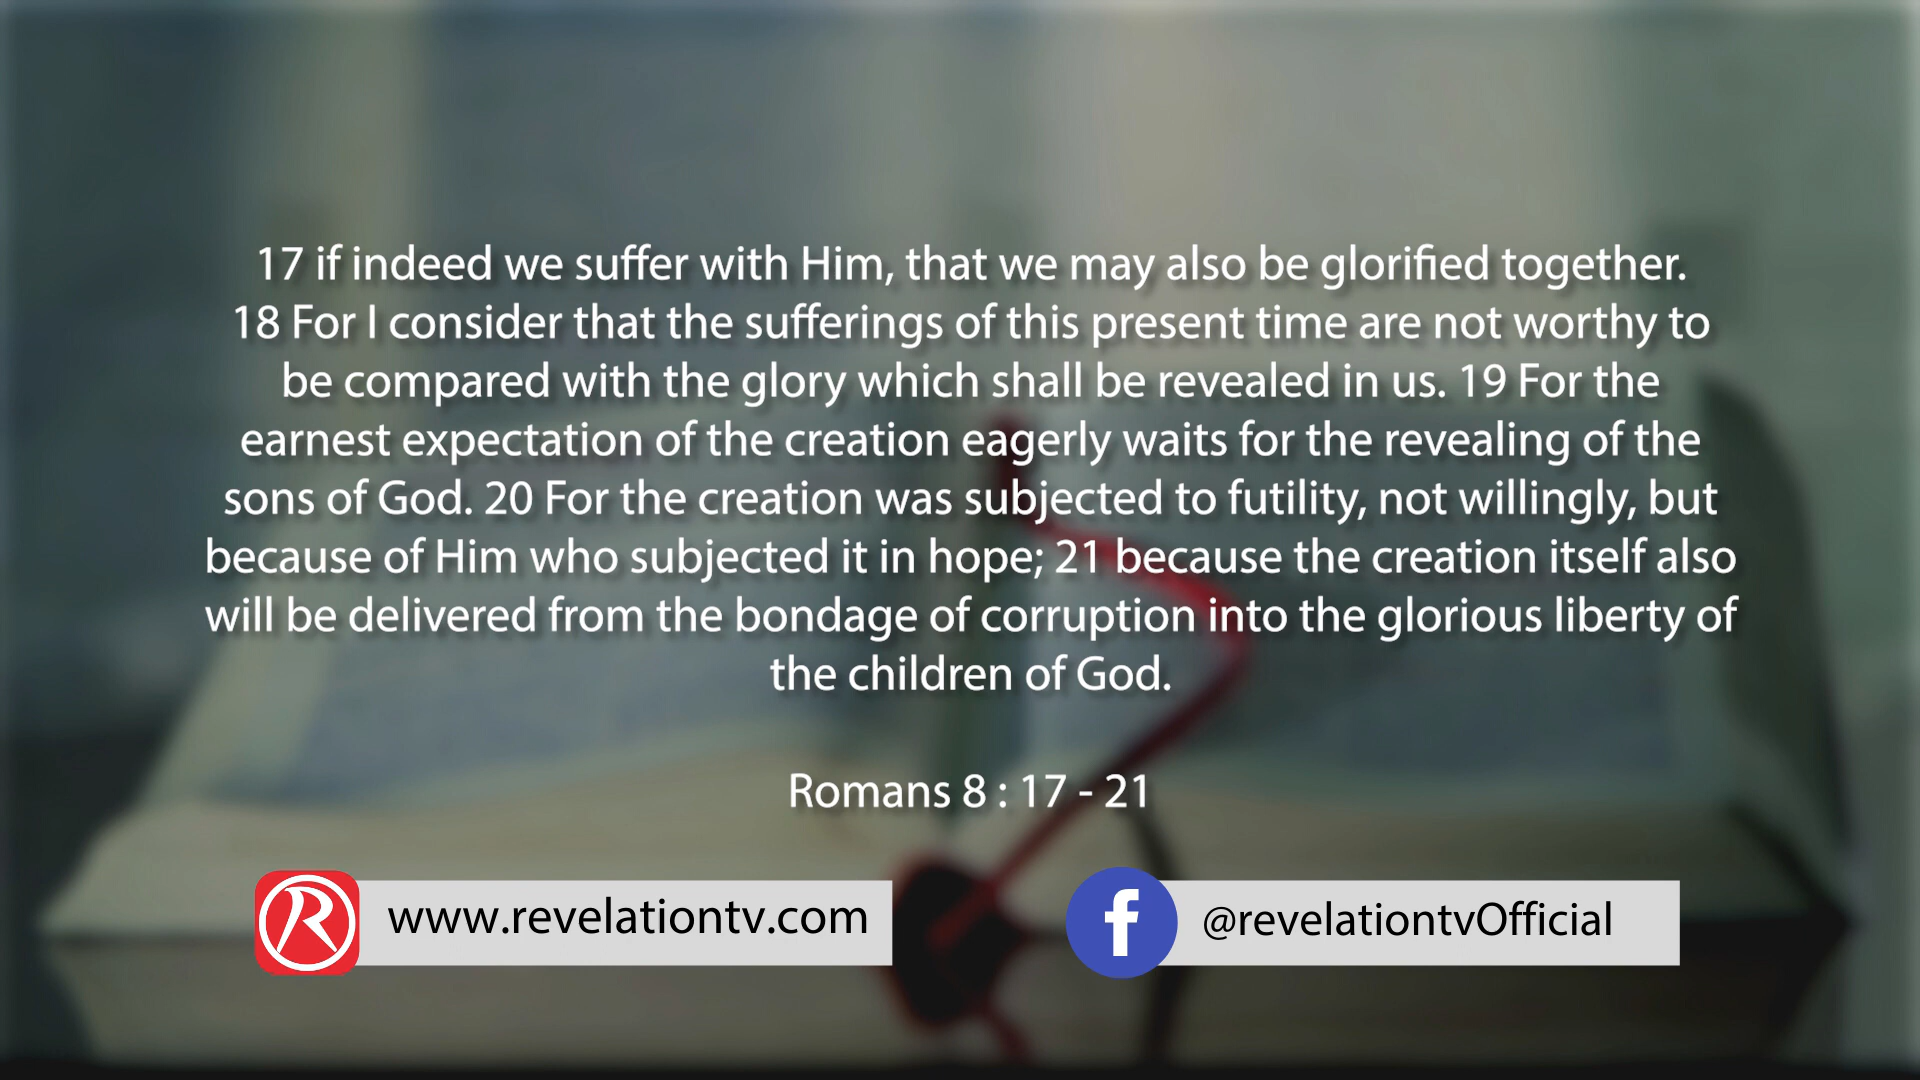 17 if indeed we suffer with Him, that we may also be glorified together.
18 For I consider that the sufferings of this present time are not worthy to
be compared with the glory which shall be revealed in us. 19 For the
earnest expectation of the creation eagerly waits for the revealing of the
sons of God. 20 For the creation was subjected to futility, not willingly, but
because of Him who subjected it in hope; 21 because the creation itself also
will be delivered from the bondage of corruption into the glorious liberty of
the children of God.
Romans 8 : 17 - 21
R www.revelationtv.com
f @revelationtvOfficial